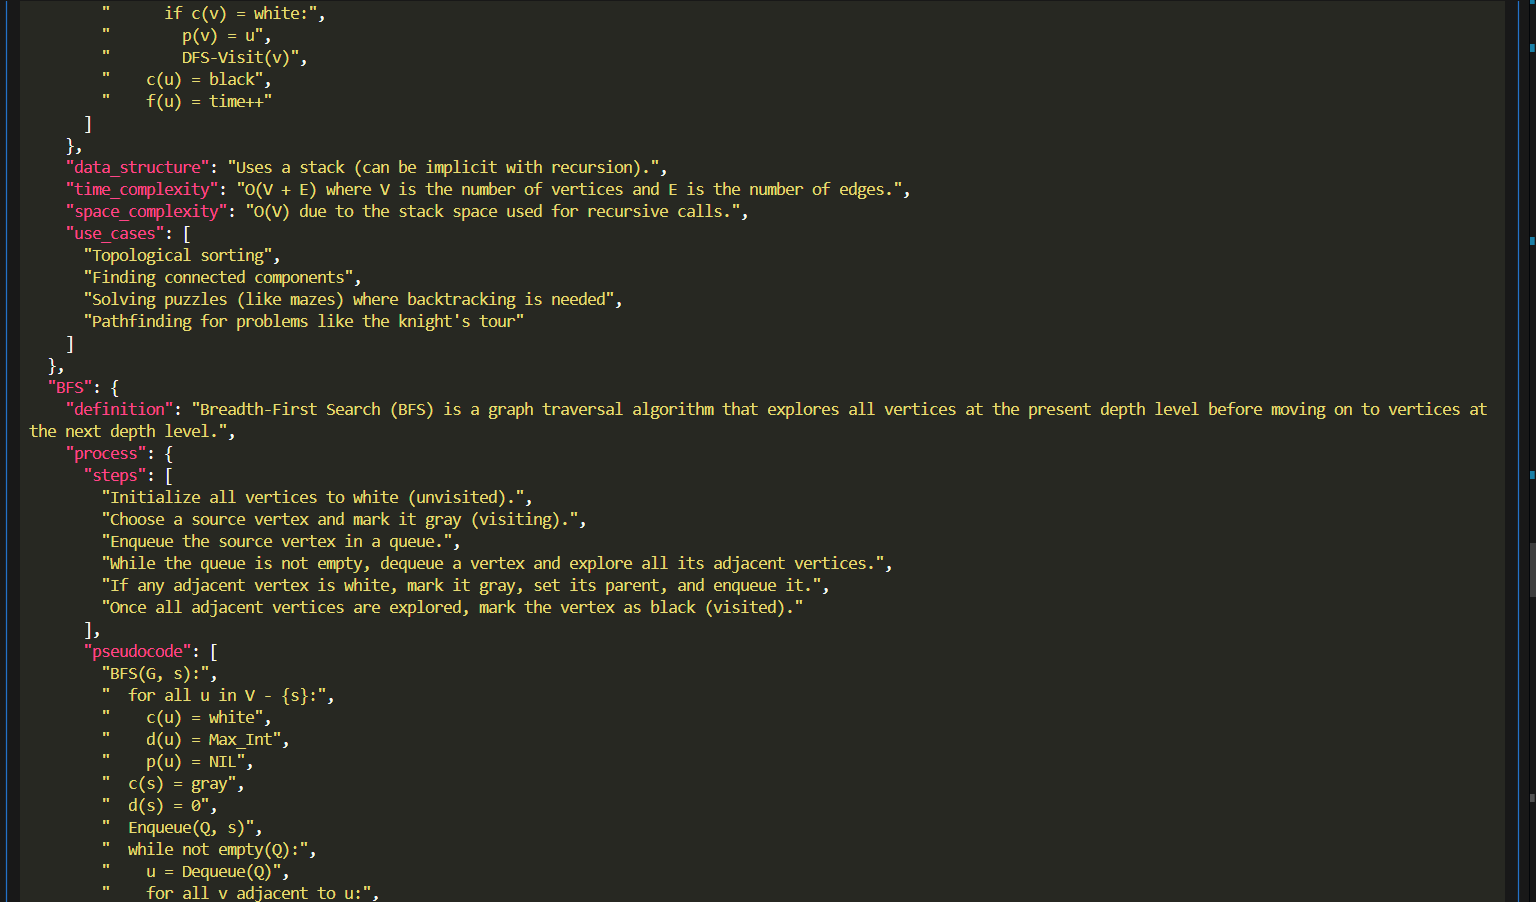 "      if c(v) = white:",
"        p(v) = u",
"        DFS-Visit(v)",
"    c(u) = black",
"    f(u) = time++"
]
},
"data_structure": "Uses a stack (can be implicit with recursion).",
"time_complexity": "O(V + E) where V is the number of vertices and E is the number of edges.",
"space_complexity": "O(V) due to the stack space used for recursive calls.",
"use_cases": [
"Topological sorting",
"Finding connected components",
"Solving puzzles (like mazes) where backtracking is needed",
"Pathfinding for problems like the knight's tour"
]
},
"BFS": {
"definition": "Breadth-First Search (BFS) is a graph traversal algorithm that explores all vertices at the present depth level before moving on to vertices at
the next depth level.",
"process": {
"steps": [
"Initialize all vertices to white (unvisited).",
"Choose a source vertex and mark it gray (visiting).",
"Enqueue the source vertex in a queue.",
"While the queue is not empty, dequeue a vertex and explore all its adjacent vertices.",
"If any adjacent vertex is white, mark it gray, set its parent, and enqueue it.",
"Once all adjacent vertices are explored, mark the vertex as black (visited)."
],
"pseudocode": [
"BFS(G, s):",
"  for all u in V - {s}:",
"    c(u) = white",
"    d(u) = Max_Int",
"    p(u) = NIL",
"  c(s) = gray",
"  d(s) = 0",
"  Enqueue(Q, s)",
"  while not empty(Q):",
"    u = Dequeue(Q)",
"    for all v adjacent to u:",